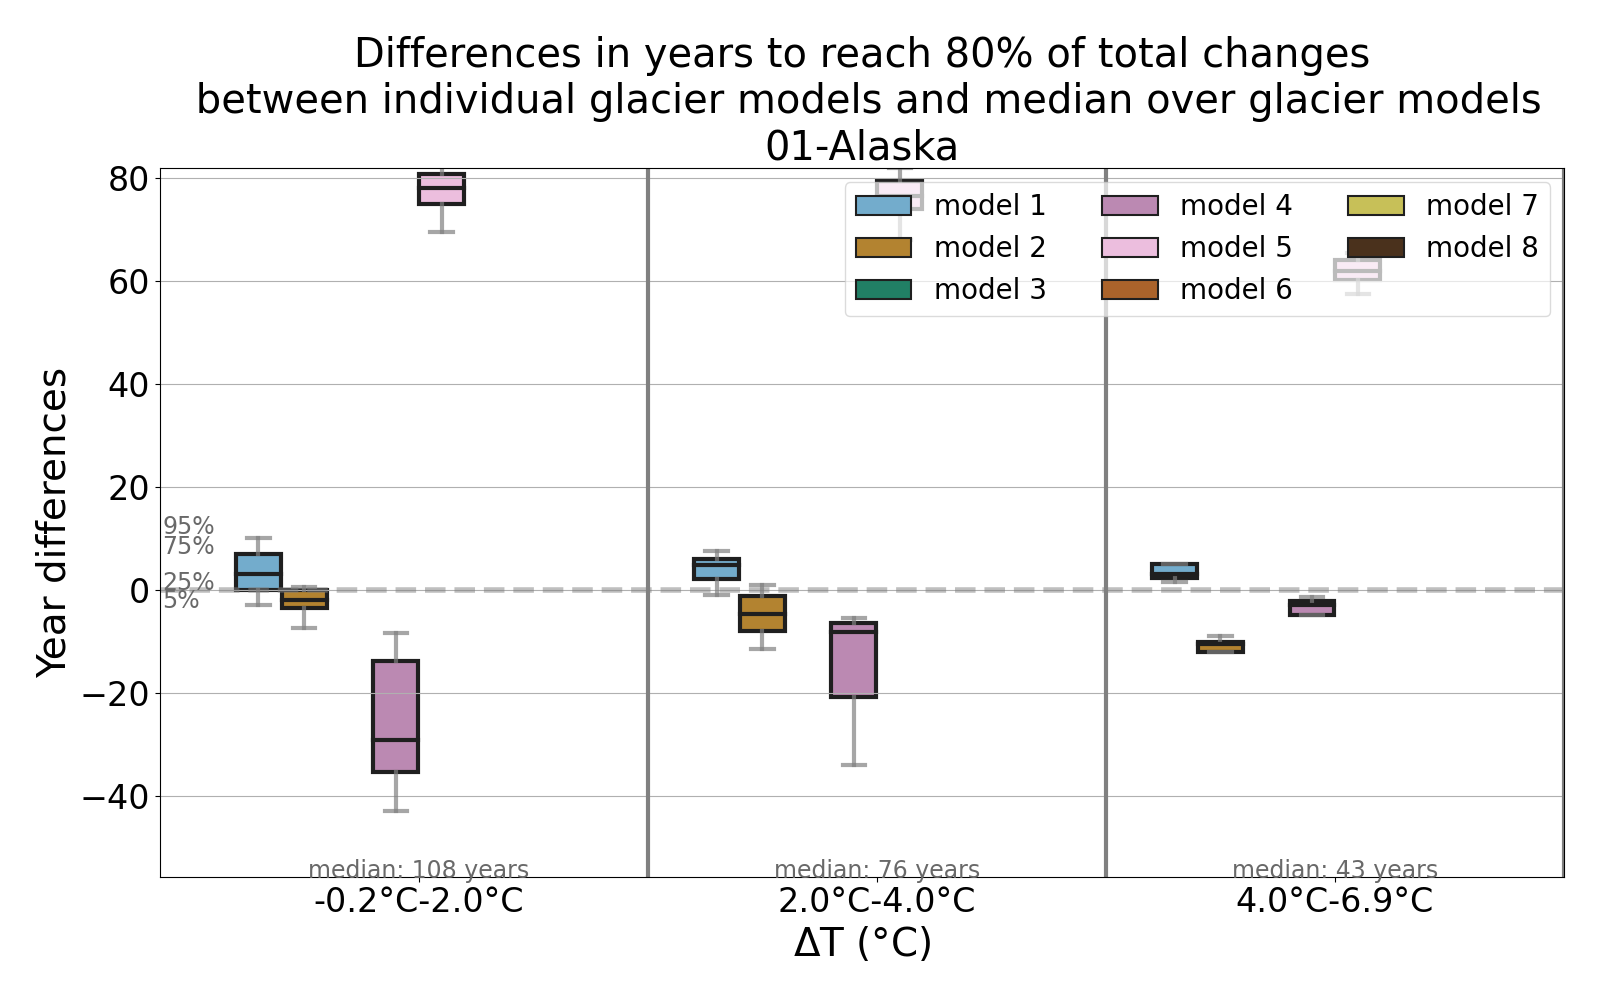 Differences in years to reach 80% of total changes
between individual glacier models and median over glacier models
01-Alaska
80
60
40
20
0
−20
−40
Year differences
95%
75%
25%
5%
model 1
model 2
model 3
model 4
model 5
model 6
model 7
model 8
median: 108 years
median: 76 years
median: 43 years
-0.2°C-2.0°C
2.0°C-4.0°C
4.0°C-6.9°C
ΔT (°C)